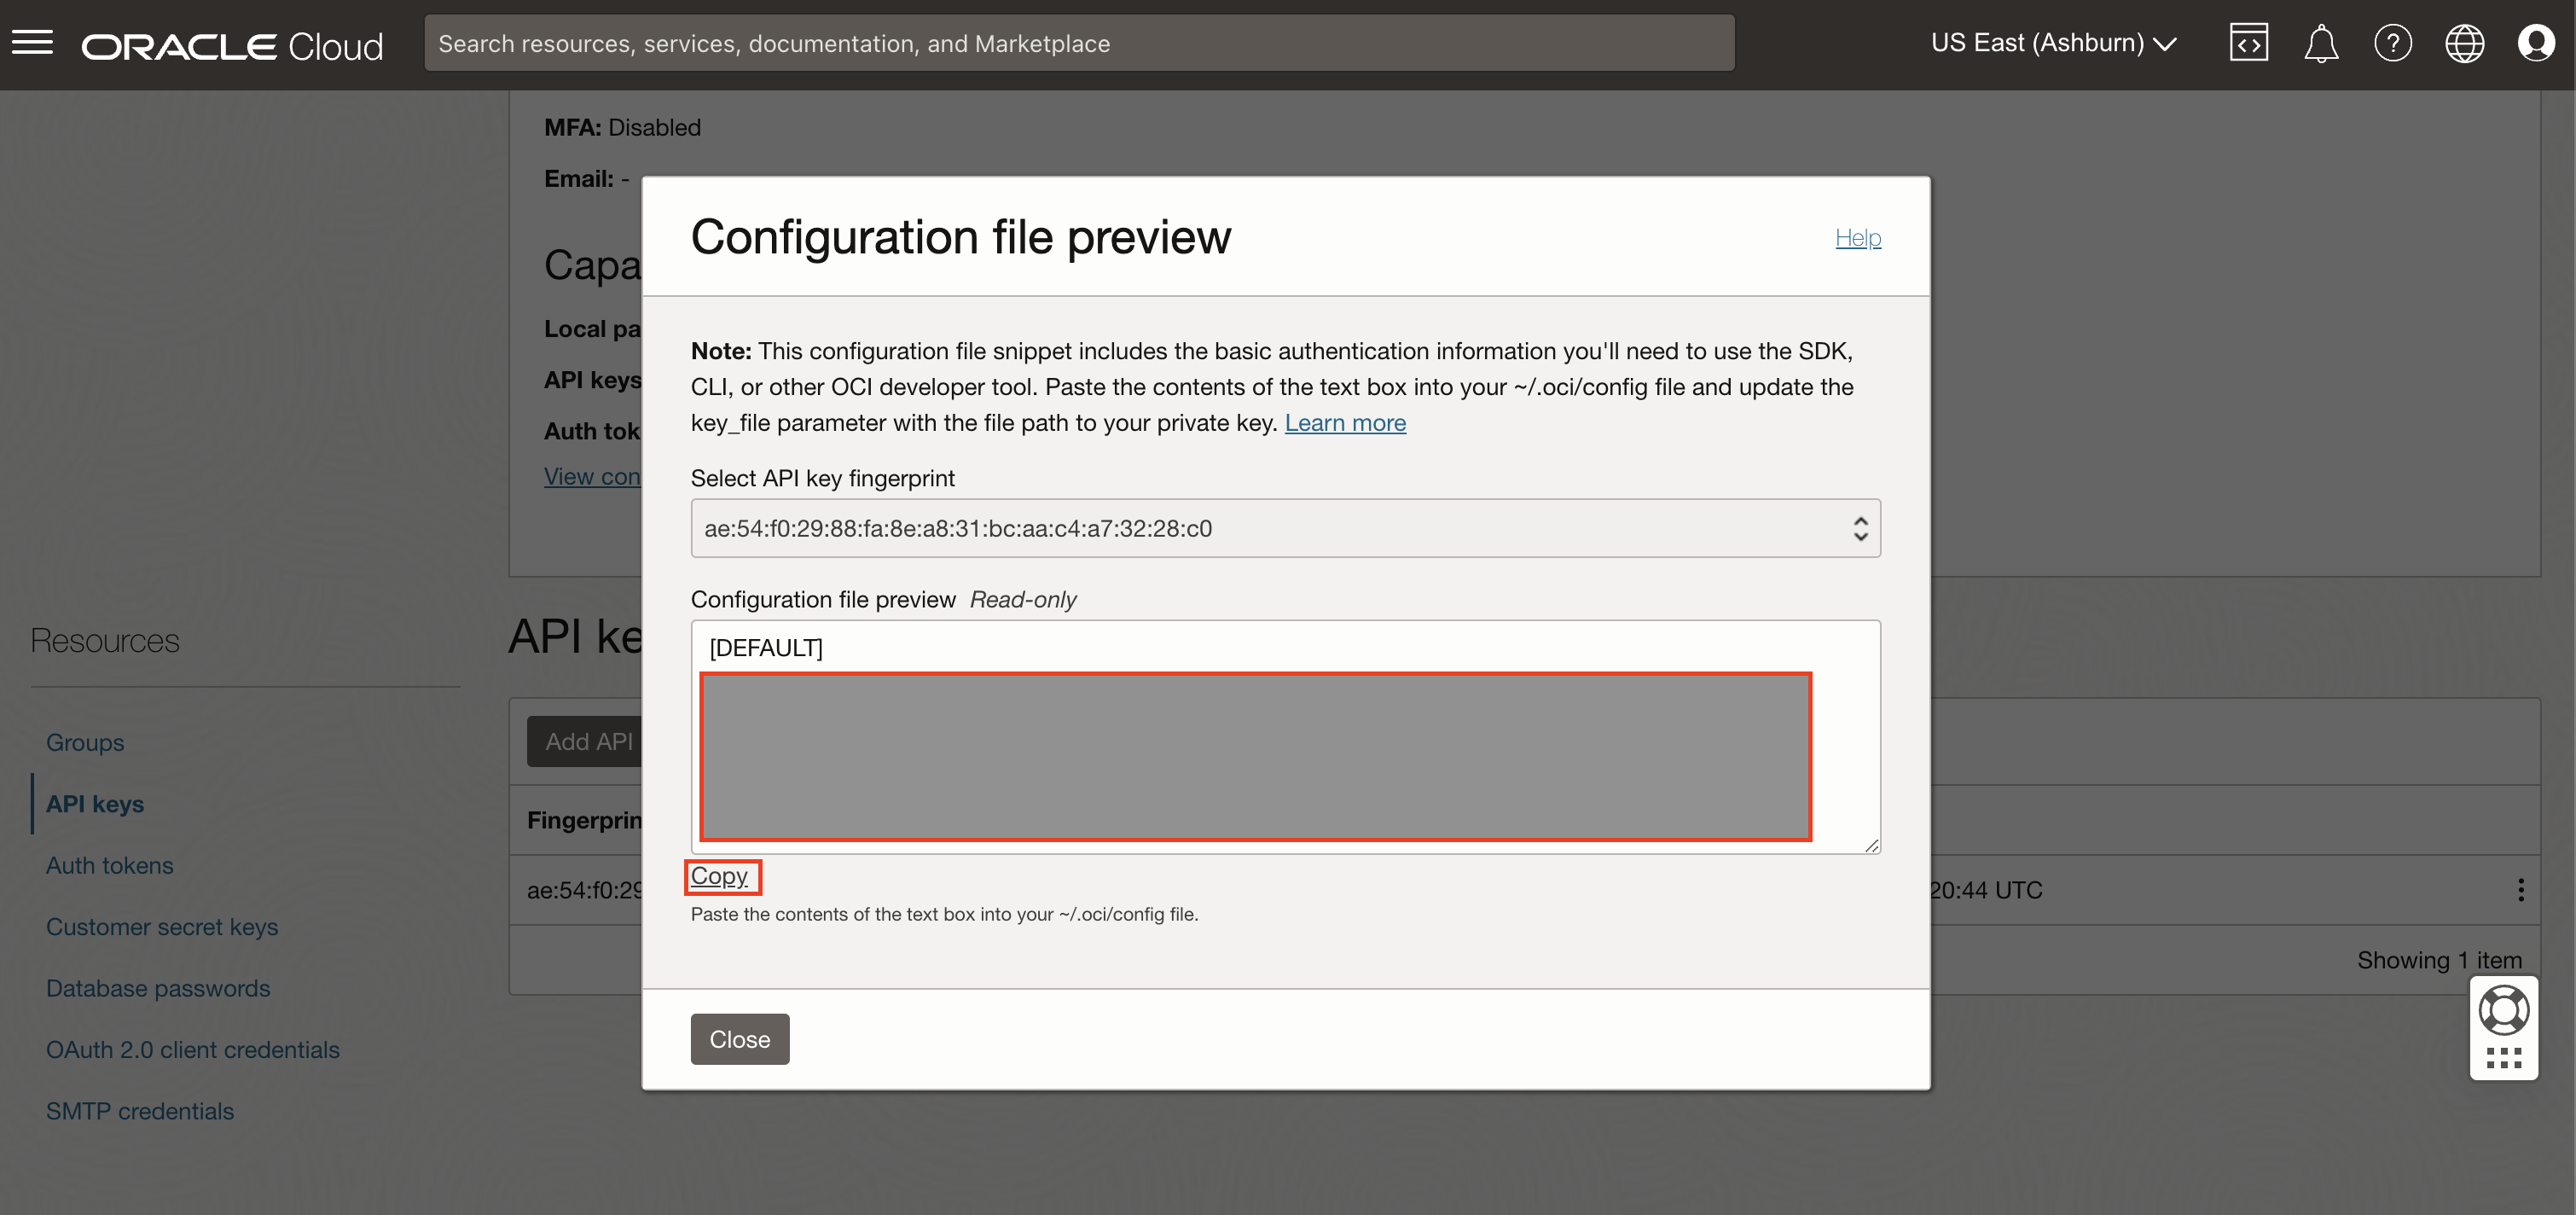 ORACLE Cloud
Search resources, services, documentation, and Marketplace
US East (Ashburn)
MFA: Disabled
Email: -
Capa
Local pa
API keys
Auth tok
View con
Configuration file preview
Help
Note: This configuration file snippet includes the basic authentication information you'll need to use the SDK,
CLI, or other OCI developer tool. Paste the contents of the text box into your ~/.oci/config file and update the
key_file parameter with the file path to your private key. Learn more
Select API key fingerprint
ae:54:f0:29:88:fa:8e:a8:31:bc:aa:c4:a7:32:28:c0
Configuration file preview Read-only
[DEFAULT]
Copy
Paste the contents of the text box into your ~/.oci/config file.
Close
Resources
Groups
API keys
Auth tokens
Customer secret keys
Database passwords
OAuth 2.0 client credentials
SMTP credentials
API ke
Add API
Fingerprin
ae:54:f0:29
20:44 UTC
Showing 1 item